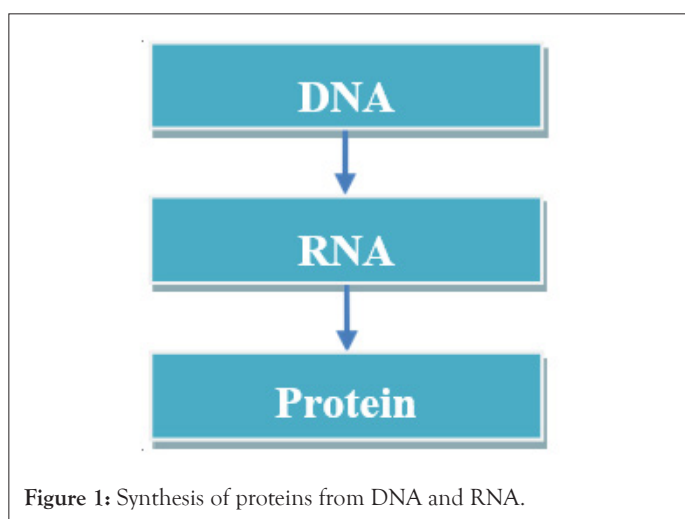 DNA
RNA
Protein
Figure 1: Synthesis of proteins from DNA and RNA.